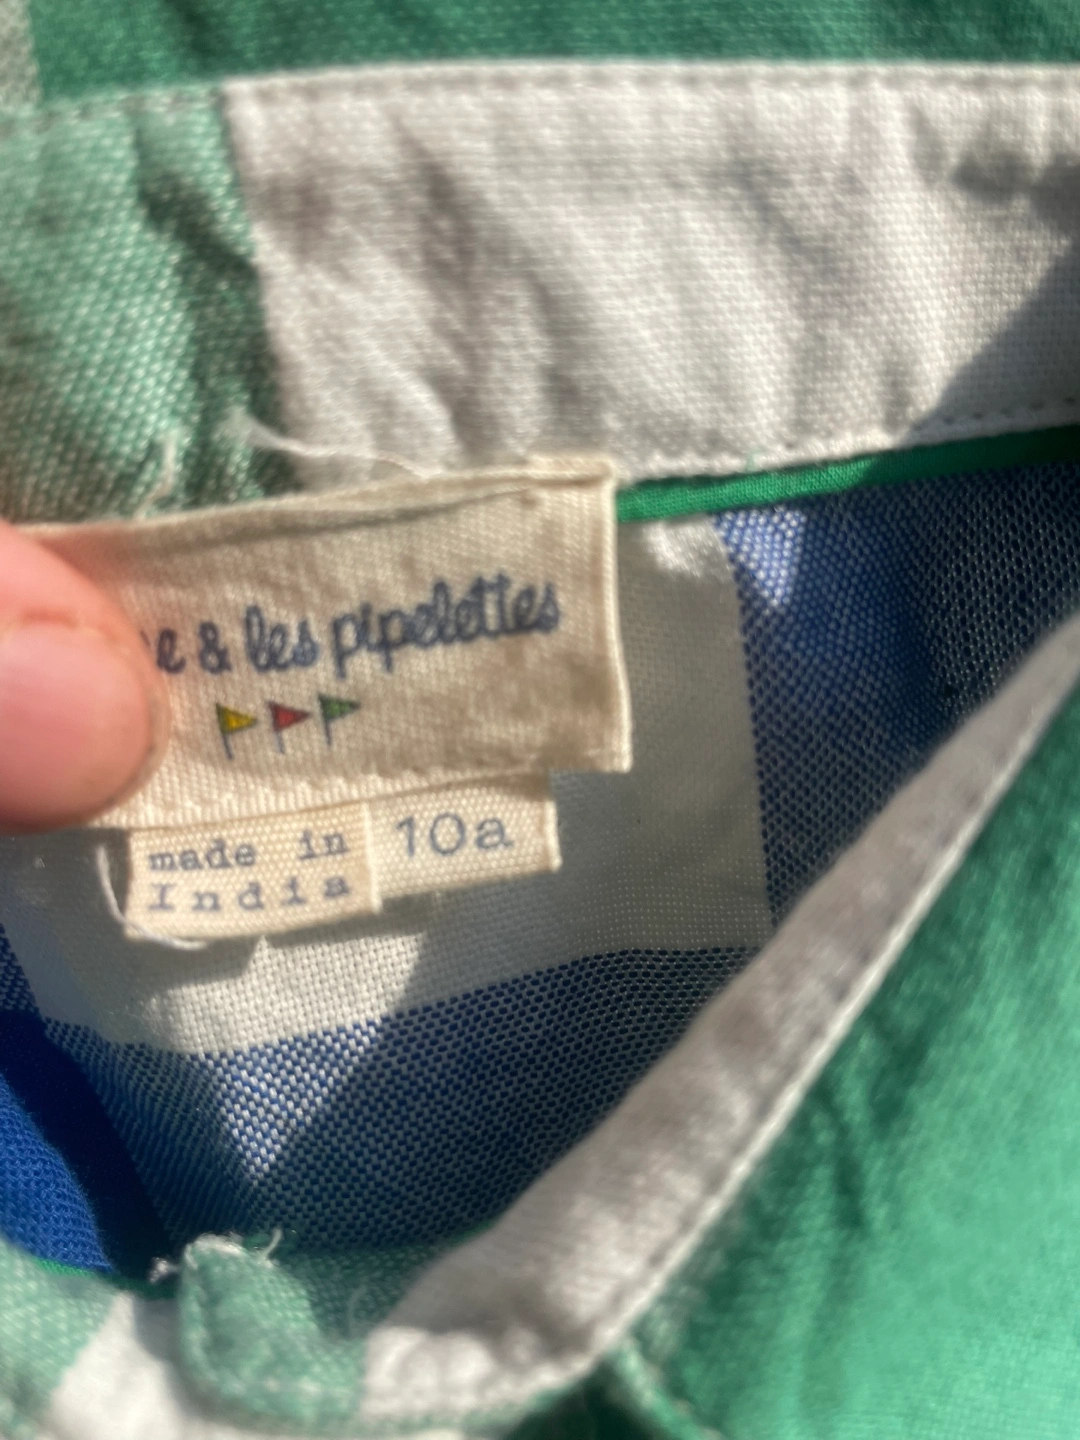 & les pipelettes
made in
India
10a